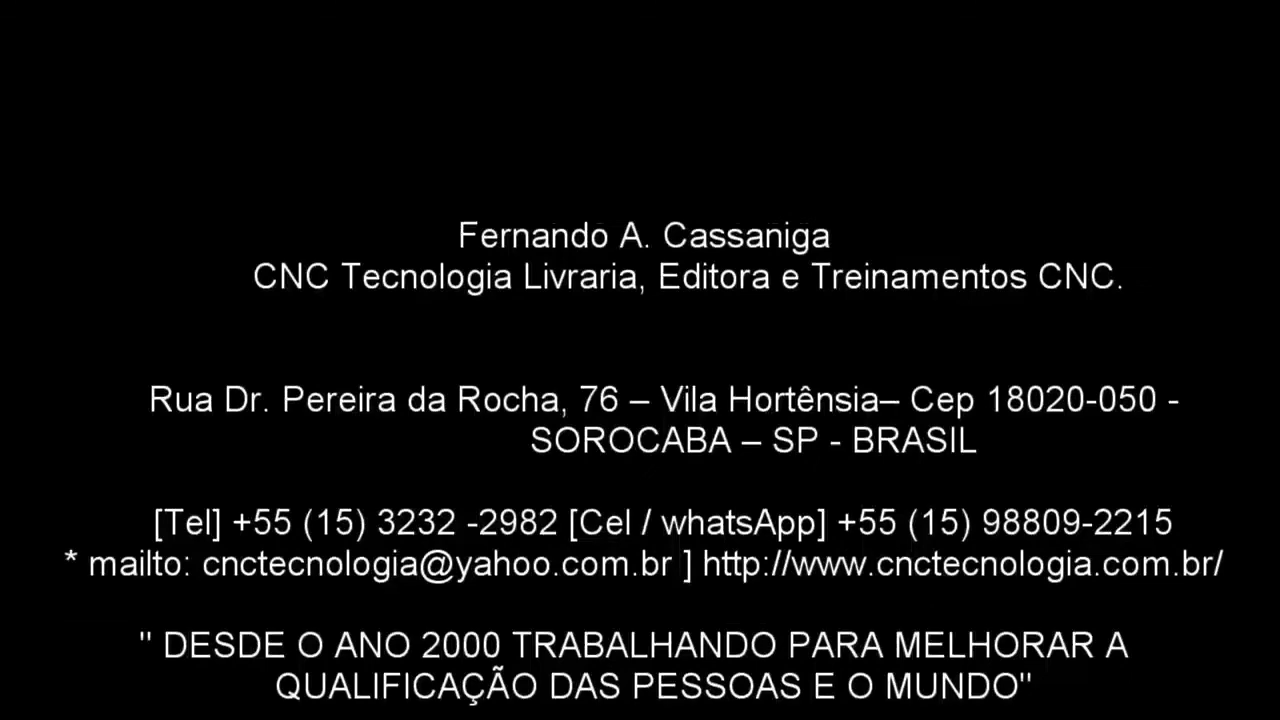 Fernando A. Cassaniga
CNC Tecnologia Livraria, Editora e Treinamentos CNC.
Rua Dr. Pereira da Rocha, 76 – Vila Hortênsia– Cep 18020-050 -
SOROCABA – SP - BRASIL
[Tel] +55 (15) 3232 -2982 [Cel / whatsApp] +55 (15) 98809-2215
* mailto: cnctecnologia@yahoo.com.br ] http://www.cnctecnologia.com.br/
" DESDE O ANO 2000 TRABALHANDO PARA MELHORAR A
QUALIFICAÇÃO DAS PESSOAS E O MUNDO"